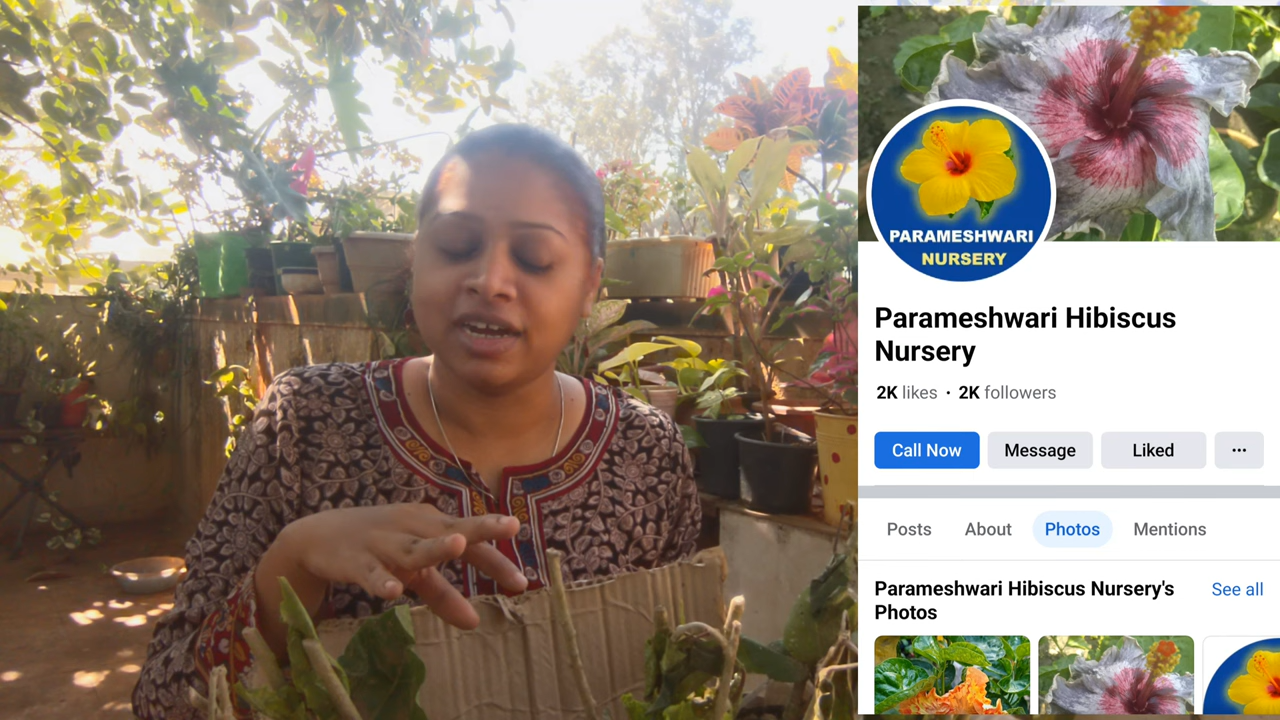 PARAMESHWARI
NURSERY
Parameshwari Hibiscus
Nursery
2K likes • 2K followers
Call Now Message Liked ...
Posts About Photos Mentions
Parameshwari Hibiscus Nursery's See all
Photos